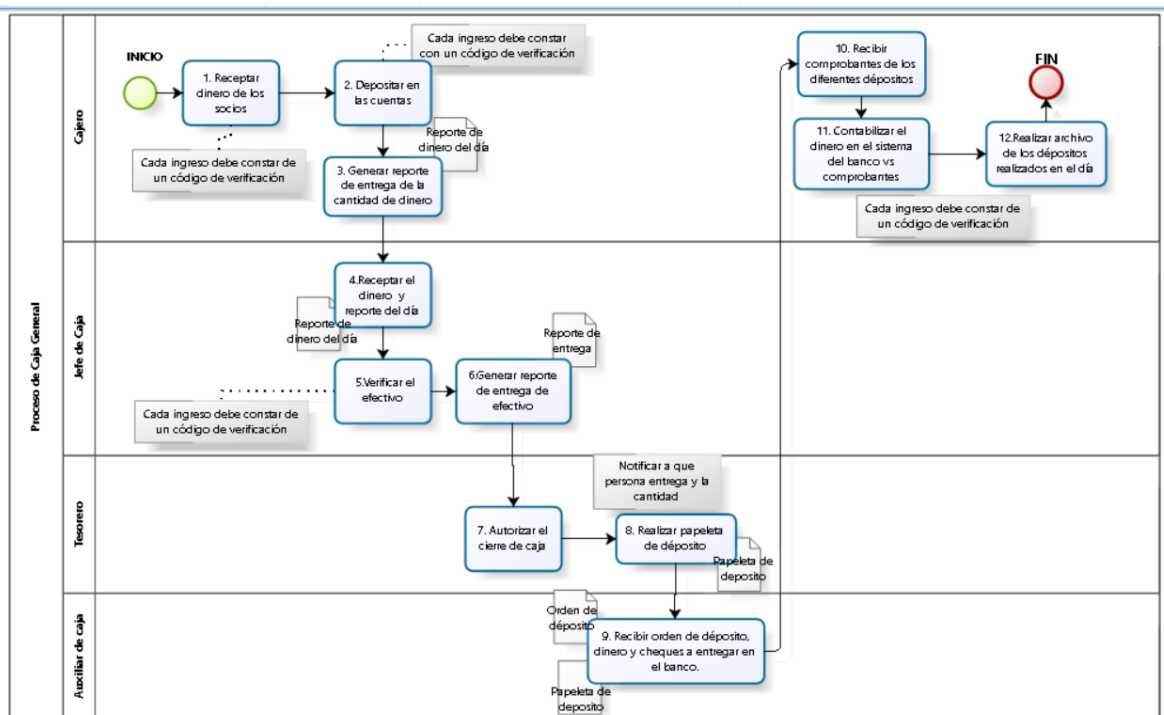 Proceso de Caja General
Cajero
INICIO
1. Receptar
dinero de los
socios
Cada ingreso debe constar de
un código de verificación
Cada ingreso debe constar
con un código de verificación
2. Depositar en
las cuentas
Reporte de
dinero del día
3. Generar reporte
de entrega de la
cantidad de dinero
10. Recibir
comprobantes de los
diferentes dépositos
11. Contabilizar el
dinero en el sistema
del banco vs
comprobantes
Cada ingreso debe constar de
un código de verificación
FIN
12.Realizar archivo
de los dépositos
realizados en el día
Jefe de Caja
4.Receptar el
dinero y
reporte del día
Reporte de
dinero del día
5.Verificar el
efectivo
Cada ingreso debe constar de
un código de verificación
Reporte de
entrega
6.Generar reporte
de entrega de
efectivo
Tesorero
7. Autorizar el
cierre de caja
Notificar a que
persona entrega y la
cantidad
8. Realizar papeleta
de déposito
Papeleta de
deposito
Auxiliar de caja
Orden de
déposito
9. Recibir orden de déposito,
dinero y cheques a entregar en
el banco.
Papeleta de
deposito